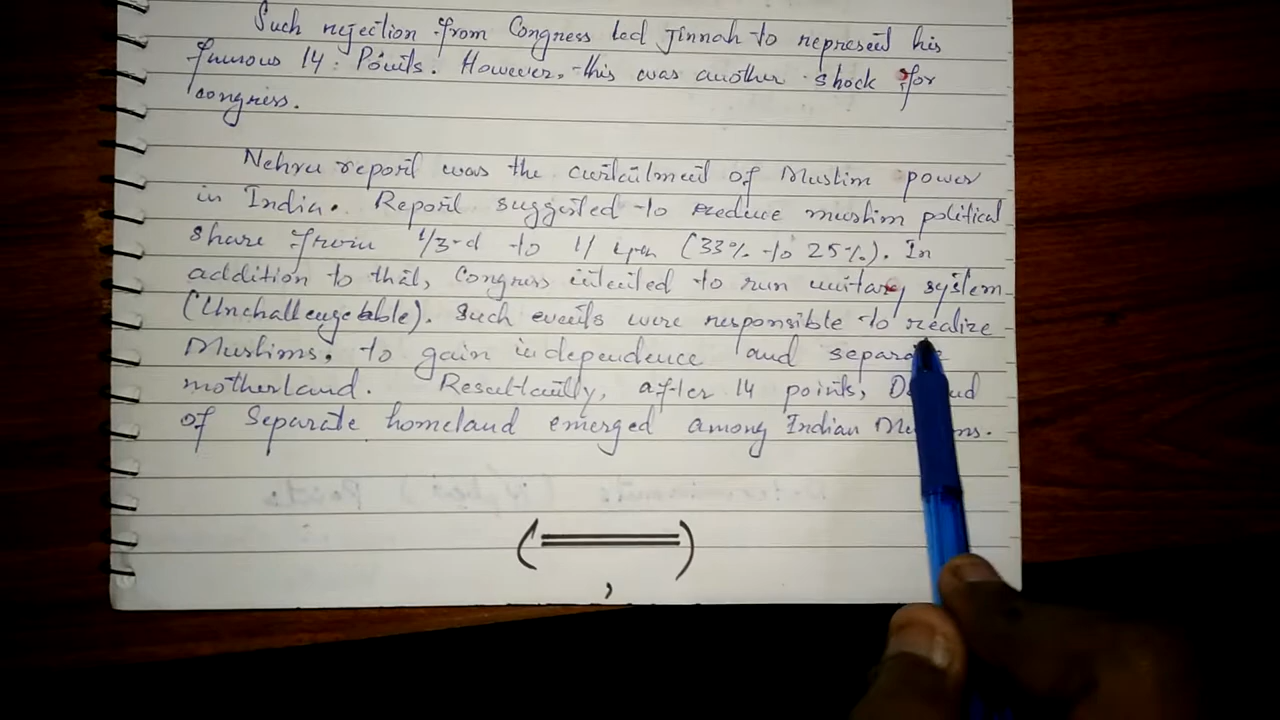 Such rejection from Congress led Jinnah to represent his
famous 14 Points. However, this was another shock for
congress.
Nehru report was the curtailment of Muslim power
in India. Report suggested to reduce muslim political
share from 1/3rd to 1/4th (33% to 25%). In
addition to that, Congress intented to run unitary system
(Unchallengeable). Such events were responsible to realize
Muslims, to gain independence and separate
motherland. Resultantly, after 14 points, Demand
of Separate homeland emerged among Indian Muslims.